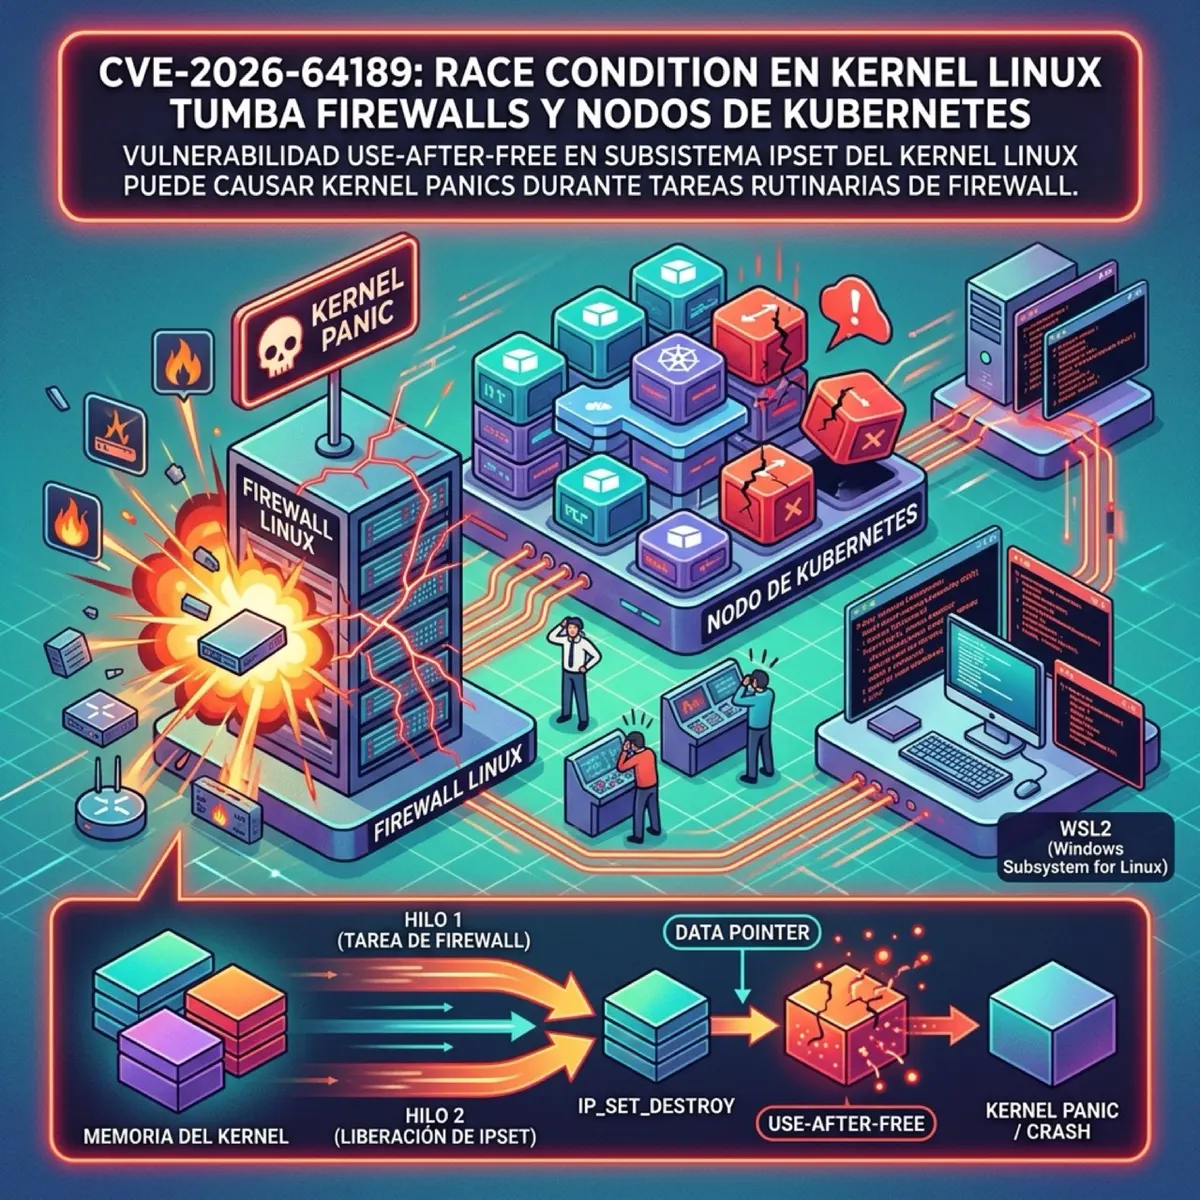 CVE-2026-64189: RACE CONDITION EN KERNEL LINUX
TUMBA FIREWALLS Y NODOS DE KUBERNETES
VULNERABILIDAD USE-AFTER-FREE EN SUBSISTEMA IPSET DEL KERNEL LINUX
PUEDE CAUSAR KERNEL PANICS DURANTE TAREAS RUTINARIAS DE FIREWALL.
KERNEL
PANIC
FIREWALL
LINUX
NODO DE KUBERNETES
FIREWALL LINUX
WSL2
(Windows
Subsystem for Linux)
HILO 1
(TAREA DE FIREWALL)
DATA POINTER
IP_SET_DESTROY
HILO 2
(LIBERACIÓN DE IPSET)
MEMORIA DEL KERNEL
USE-AFTER-FREE
KERNEL PANIC
/ CRASH